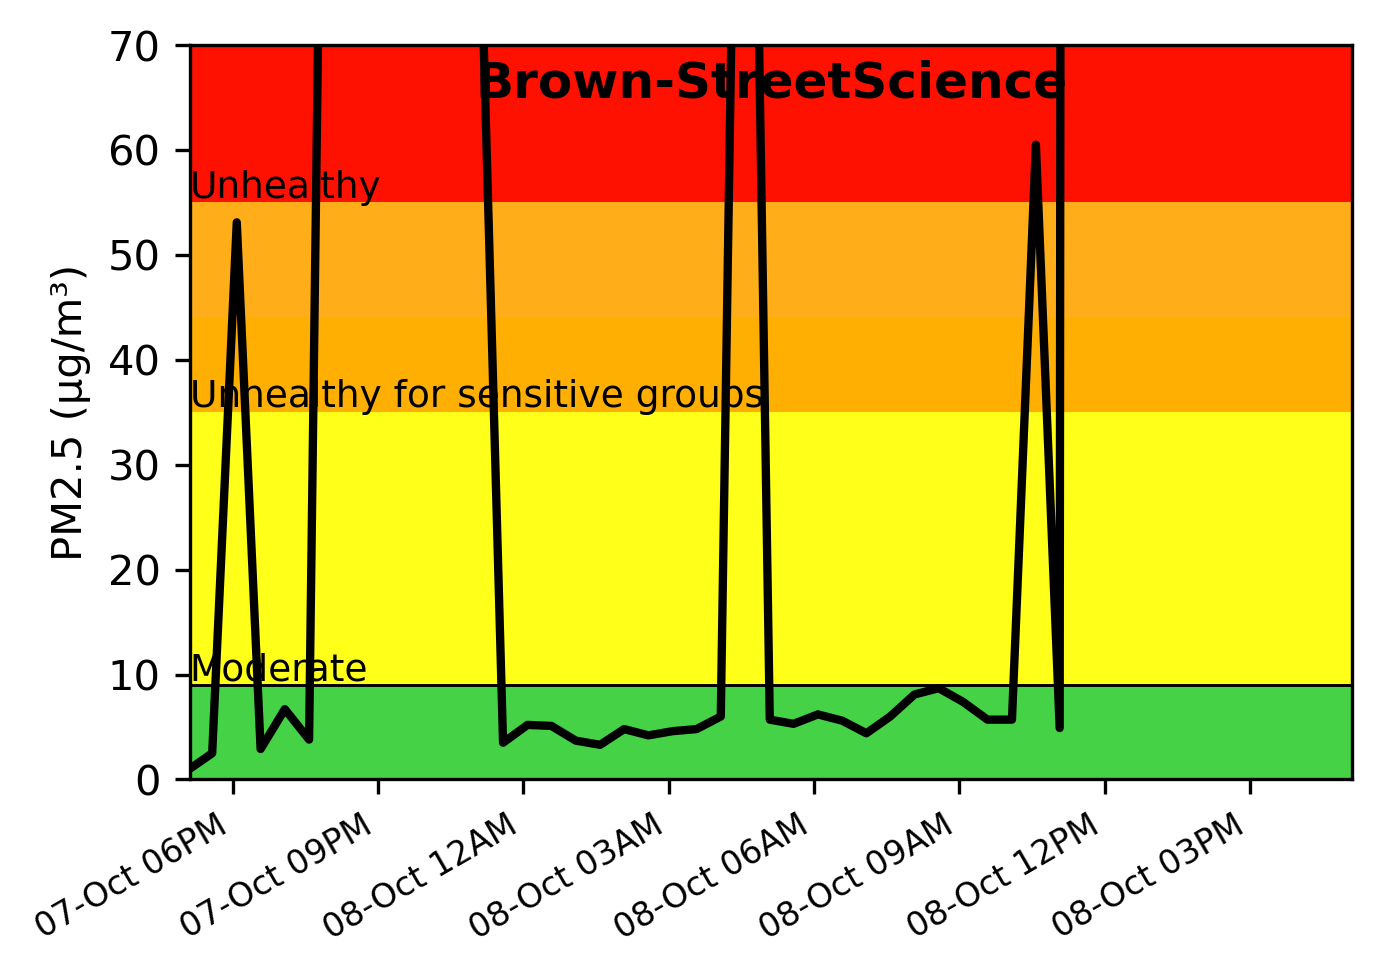 Brown-StreetScience
70
60
50
40
30
20
10
0
PM2.5 (µg/m³)
Unhealthy
Unhealthy for sensitive groups
Moderate
07-Oct 06PM
07-Oct 09PM
08-Oct 12AM
08-Oct 03AM
08-Oct 06AM
08-Oct 09AM
08-Oct 12PM
08-Oct 03PM